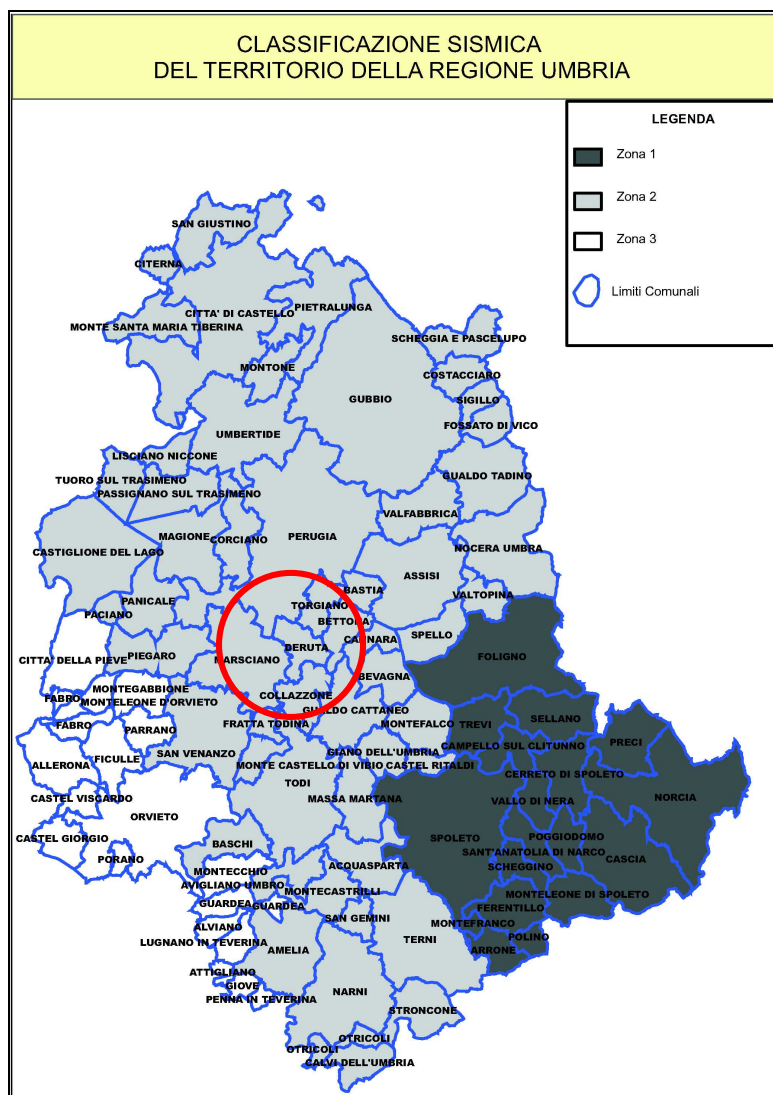 CLASSIFICAZIONE SISMICA
DEL TERRITORIO DELLA REGIONE UMBRIA
LEGENDA
Zona 1
Zona 2
Zona 3
Limiti Comunali
SAN GIUSTINO
CITERNA
PIETRALUNGA
CITTA' DI CASTELLO
MONTE SANTA MARIA TIBERINA
SCHEGGIA E PASCELUPO
MONTONE
COSTACCIARO
GUBBIO
SIGILLO
FOSSATO DI VICO
UMBERTIDE
LISCIANO NICCONE
GUALDO TADINO
TUORO SUL TRASIMENO
PASSIGNANO SUL TRASIMENO
VALFABBRICA
MAGIONE
CORCIANO
PERUGIA
NOCERA UMBRA
CASTIGLIONE DEL LAGO
ASSISI
BASTIA
VALTOPINA
PANICALE
TORGIANO
PACIANO
BETTONA
SPELLO
CANNARA
DERUTA
FOLIGNO
CITTA' DELLA PIEVE
PIEGARO
MARSCIANO
BEVAGNA
MONTEGABBIONE
COLLAZZONE
FABRO
MONTELEONE D'ORVIETO
GUALDO CATTANEO
SELLANO
FABRO
PARRANO
FRATTA TODINA
MONTEFALCO
TREVI
PRECI
SAN VENANZO
GIANO DELL'UMBRIA
CAMPELLO SUL CLITUNNO
ALLERONA
FICULLE
MONTE CASTELLO DI VIBIO
CASTEL RITALDI
CERRETO DI SPOLETO
TODI
NORCIA
CASTEL VISCARDO
MASSA MARTANA
VALLO DI NERA
ORVIETO
CASTEL GIORGIO
SPOLETO
POGGIODOMO
BASCHI
SANT'ANATOLIA DI NARCO
PORANO
CASCIA
MONTECCHIO
ACQUASPARTA
SCHEGGINO
AVIGLIANO UMBRO
MONTECASTRILLI
MONTELEONE DI SPOLETO
GUARDEA
GUARDEA
FERENTILLO
SAN GEMINI
ALVIANO
MONTEFRANCO
LUGNANO IN TEVERINA
TERNI
POLINO
AMELIA
ARRONE
ATTIGLIANO
GIOVE
NARNI
PENNA IN TEVERINA
STRONCONE
OTRICOLI
OTRICOLI
CALVI DELL'UMBRIA